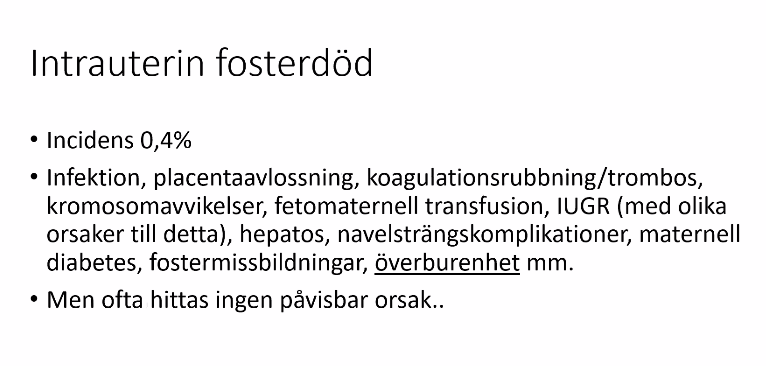 Intrauterin fosterdöd
• Incidens 0,4%
• Infektion, placentaavlossning, koagulationsrubbning/trombos,
kromosomavvikelser, fetomaternell transfusion, IUGR (med olika
orsaker till detta), hepatos, navelsträngskomplikationer, maternell
diabetes, fostermissbildningar, överburenhet mm.
• Men ofta hittas ingen påvisbar orsak..